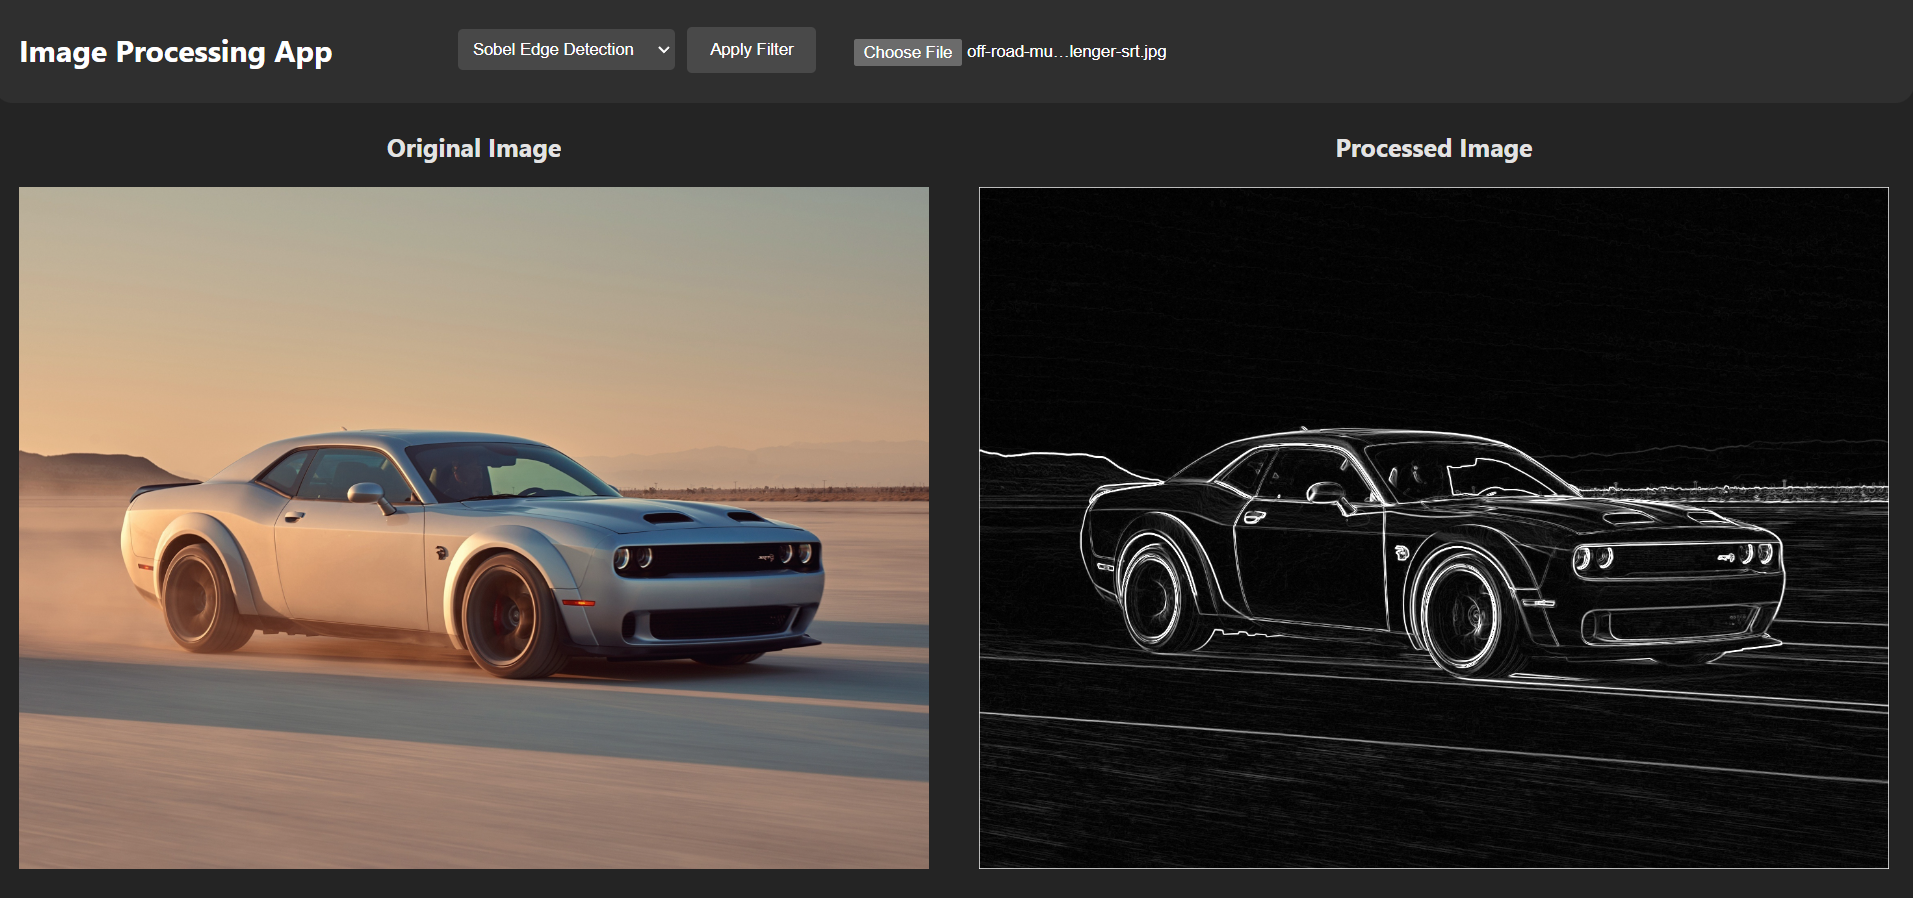 Image Processing App
Sobel Edge Detection
Apply Filter
Choose File off-road-mu...lenger-srt.jpg
Original Image
Processed Image